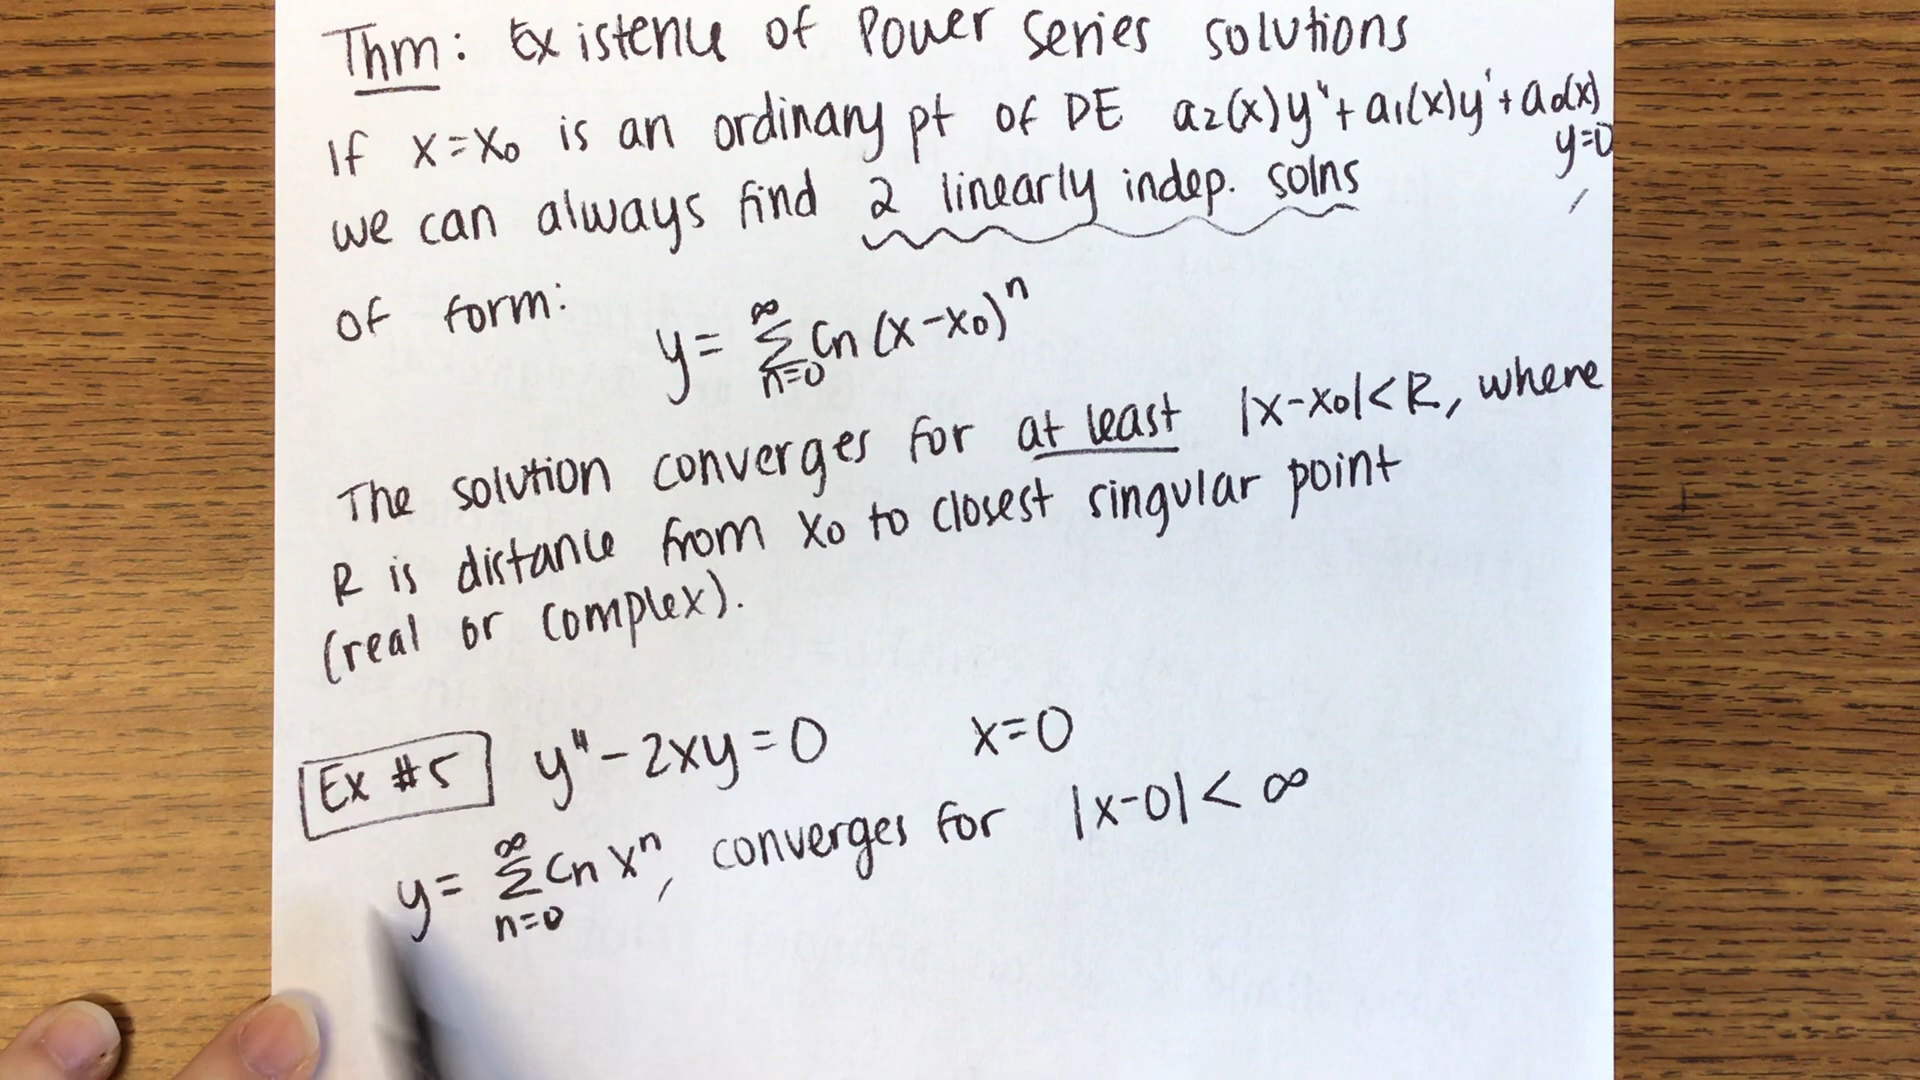 Thm: Existence of Power series solutions
If x=x₀ is an ordinary pt of DE a₂(x)y"+a₁(x)y'+a₀(x)
y=0,
we can always find 2 linearly indep. solns
of form:
y= ∑_{n=0}^{∞} Cn (x-x₀)^n
The solution converges for at least |x-x₀|<R, where
R is distance from x₀ to closest singular point
(real or complex).
Ex #5 y"-2xy=0 x=0
y= ∑_{n=0}^{∞} Cn x^n, converges for |x-0|< ∞